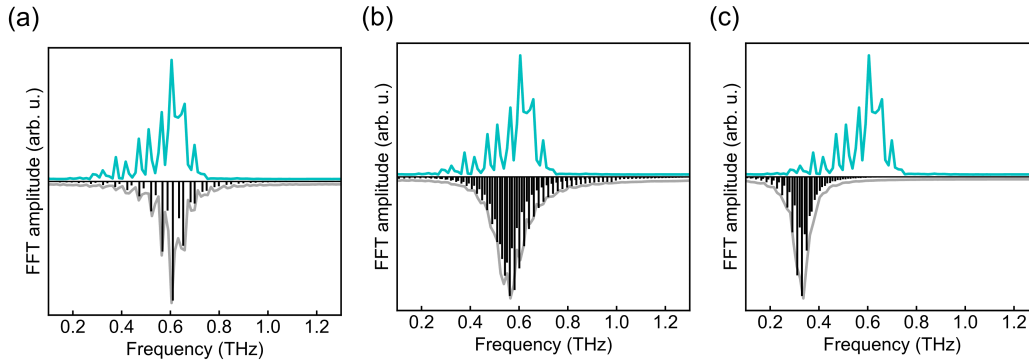 (a)
FFT amplitude (arb. u.)
0.2 0.4 0.6 0.8 1.0 1.2
Frequency (THz)
(b)
FFT amplitude (arb. u.)
0.2 0.4 0.6 0.8 1.0 1.2
Frequency (THz)
(c)
FFT amplitude (arb. u.)
0.2 0.4 0.6 0.8 1.0 1.2
Frequency (THz)